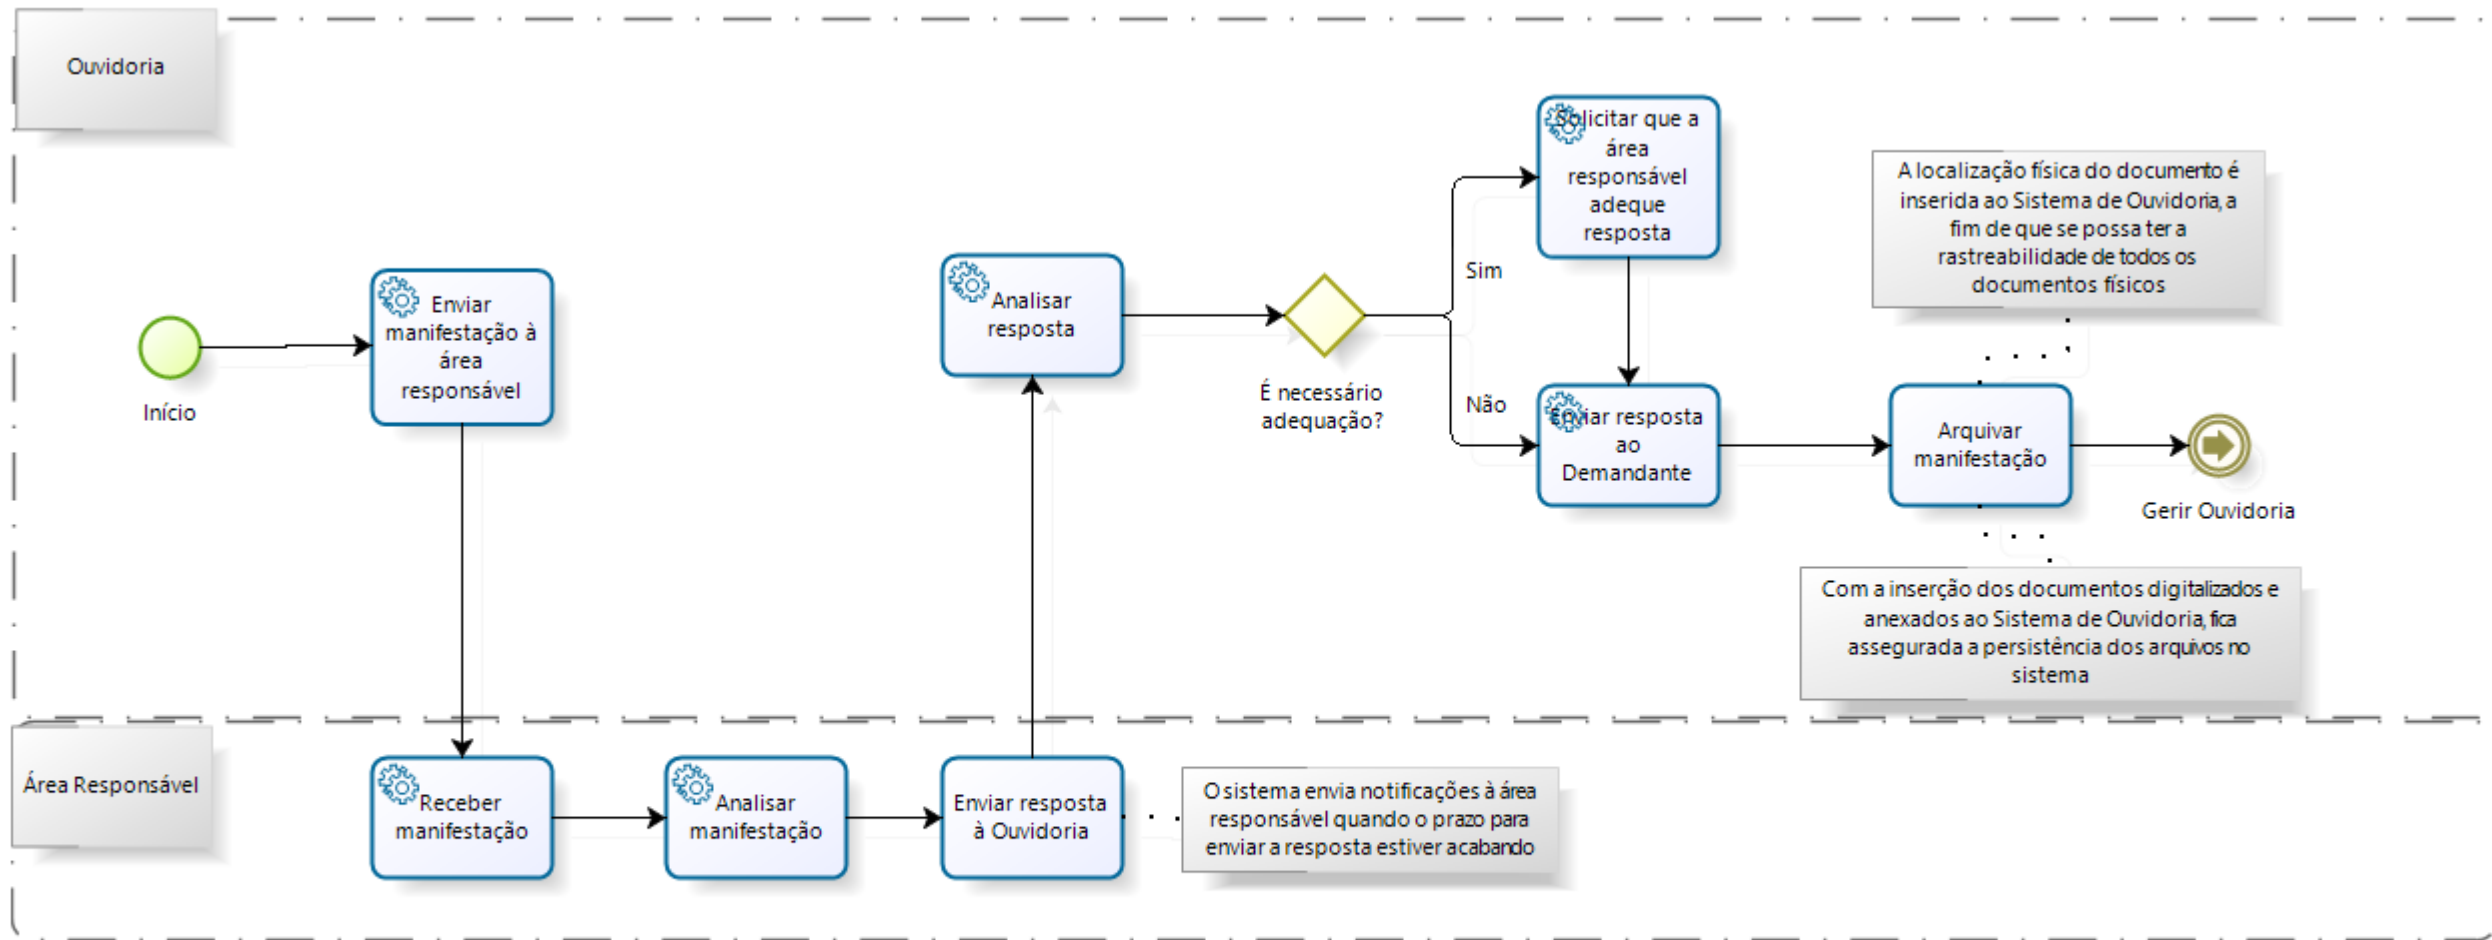 Ouvidoria
Início
Enviar
manifestação à
área
responsável
Analisar
resposta
É necessário
adequação?
Sim
Não
Solicitar que a
área
responsável
adeque
resposta
Enviar resposta
ao
Demandante
A localização física do documento é
inserida ao Sistema de Ouvidoria, a
fim de que se possa ter a
rastreabilidade de todos os
documentos físicos
Arquivar
manifestação
Gerir Ouvidoria
Com a inserção dos documentos digitalizados e
anexados ao Sistema de Ouvidoria, fica
assegurada a persistência dos arquivos no
sistema
Área Responsável
Receber
manifestação
Analisar
manifestação
Enviar resposta
à Ouvidoria
O sistema envia notificações à área
responsável quando o prazo para
enviar a resposta estiver acabando